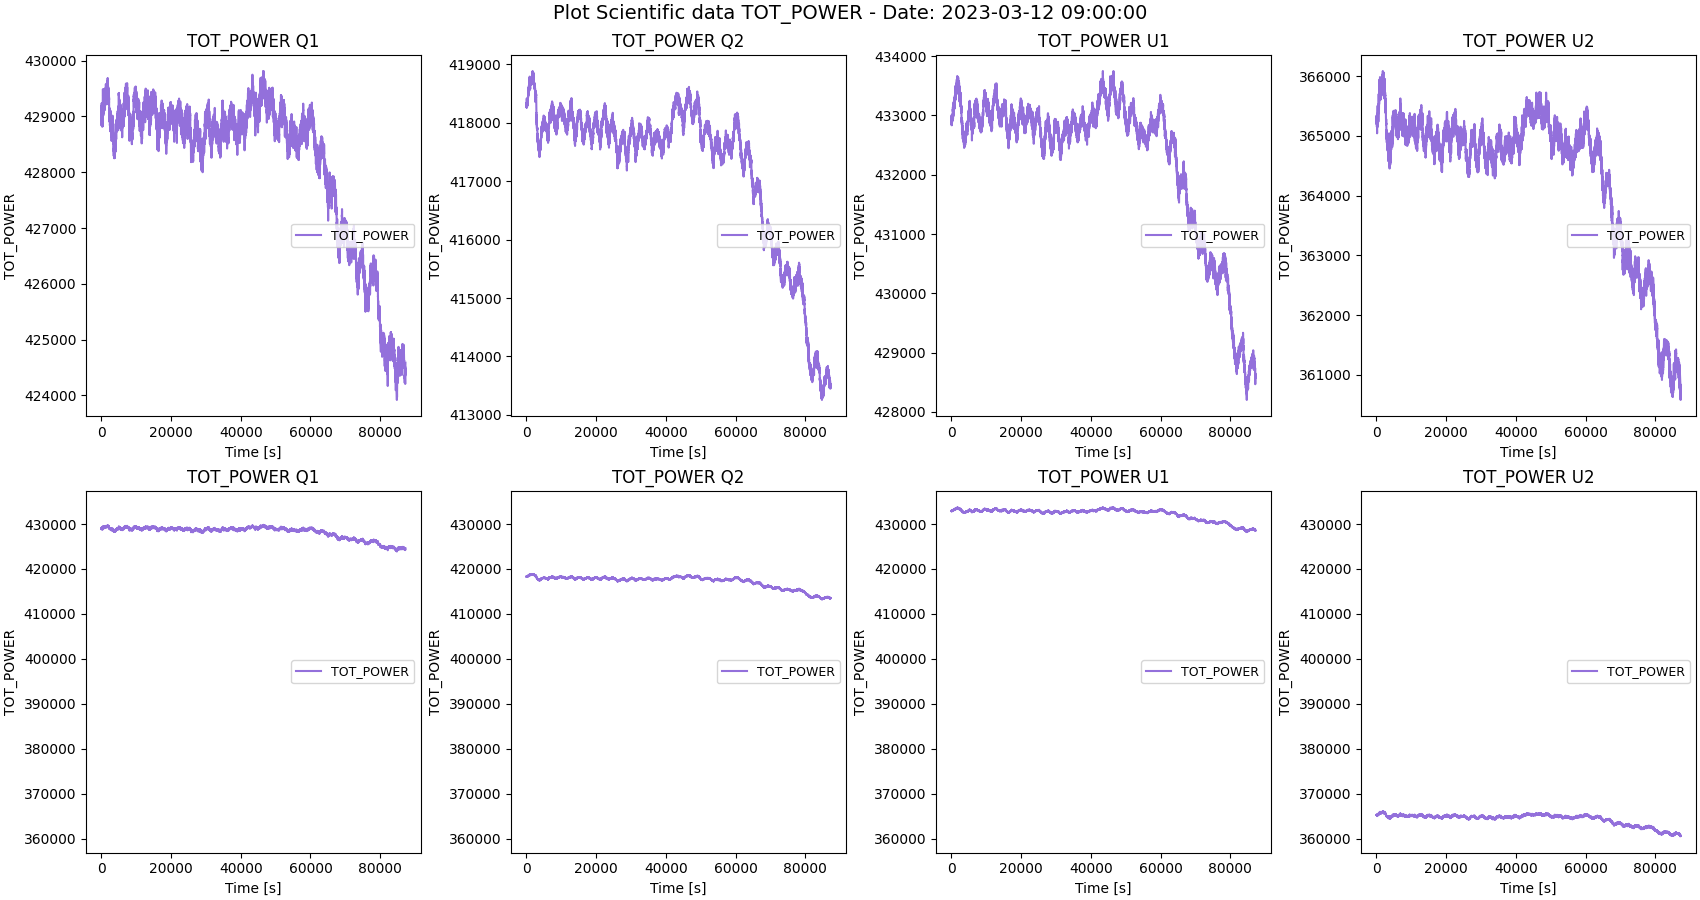 Plot Scientific data TOT_POWER - Date: 2023-03-12 09:00:00
TOT_POWER Q1
TOT_POWER
430000
429000
428000
427000
426000
425000
424000
TOT_POWER
0 20000 40000 60000 80000
Time [s]
TOT_POWER Q2
TOT_POWER
419000
418000
417000
416000
415000
414000
413000
TOT_POWER
0 20000 40000 60000 80000
Time [s]
TOT_POWER U1
TOT_POWER
434000
433000
432000
431000
430000
429000
428000
TOT_POWER
0 20000 40000 60000 80000
Time [s]
TOT_POWER U2
TOT_POWER
366000
365000
364000
363000
362000
361000
TOT_POWER
0 20000 40000 60000 80000
Time [s]
TOT_POWER Q1
TOT_POWER
430000
420000
410000
400000
390000
380000
370000
360000
TOT_POWER
0 20000 40000 60000 80000
Time [s]
TOT_POWER Q2
TOT_POWER
430000
420000
410000
400000
390000
380000
370000
360000
TOT_POWER
0 20000 40000 60000 80000
Time [s]
TOT_POWER U1
TOT_POWER
430000
420000
410000
400000
390000
380000
370000
360000
TOT_POWER
0 20000 40000 60000 80000
Time [s]
TOT_POWER U2
TOT_POWER
430000
420000
410000
400000
390000
380000
370000
360000
TOT_POWER
0 20000 40000 60000 80000
Time [s]